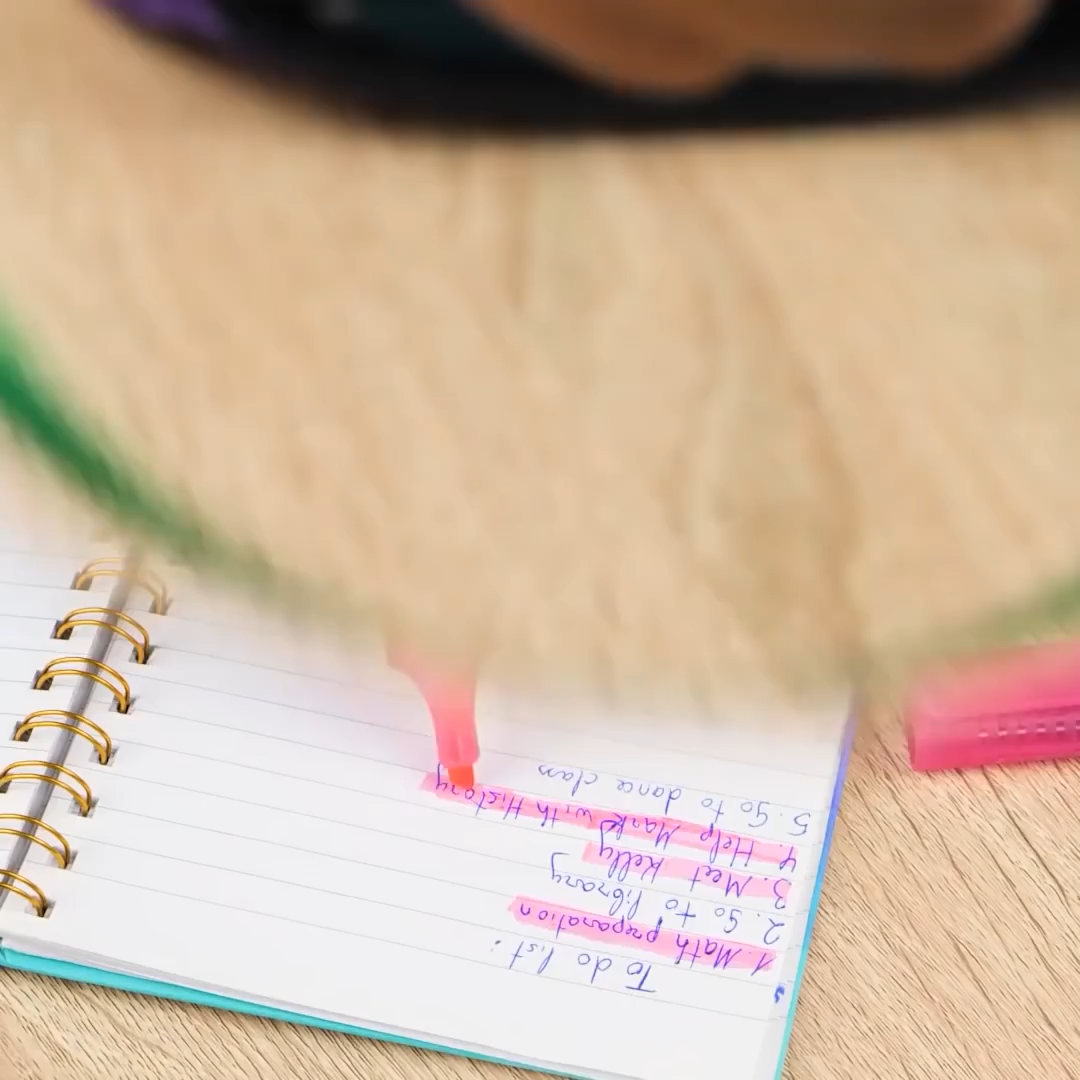 To do list:
1. Math preparation
2. Go to library
3. Meet Kelly
4. Help Mark with History
5. Go to dance class